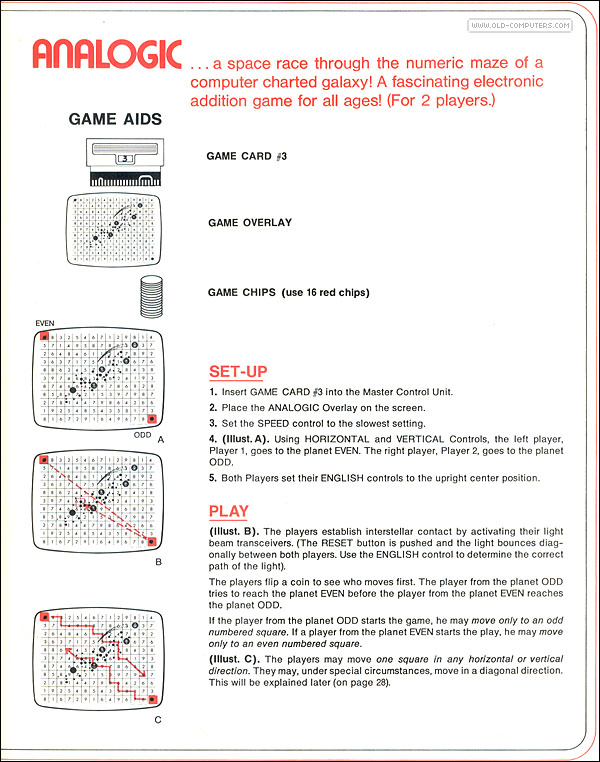 WWW.OLD-COMPUTERS.COM
ANALOGIC
...a space race through the numeric maze of a
computer charted galaxy! A fascinating electronic
addition game for all ages! (For 2 players.)
GAME AIDS
3
GAME CARD #3
GAME OVERLAY
GAME CHIPS (use 16 red chips)
EVEN
ODD
A
B
C
SET-UP
1. Insert GAME CARD #3 into the Master Control Unit.
2. Place the ANALOGIC Overlay on the screen.
3. Set the SPEED control to the slowest setting.
4. (Illust. A). Using HORIZONTAL and VERTICAL Controls, the left player,
Player 1, goes to the planet EVEN. The right player, Player 2, goes to the planet
ODD.
5. Both Players set their ENGLISH controls to the upright center position.
PLAY
(Illust. B). The players establish interstellar contact by activating their light
beam transceivers. (The RESET button is pushed and the light bounces diag-
onally between both players. Use the ENGLISH control to determine the correct
path of the light).
The players flip a coin to see who moves first. The player from the planet ODD
tries to reach the planet EVEN before the player from the planet EVEN reaches
the planet ODD.
If the player from the planet ODD starts the game, he may move only to an odd
numbered square. If a player from the planet EVEN starts the play, he may move
only to an even numbered square.
(Illust. C). The players may move one square in any horizontal or vertical
direction. They may, under special circumstances, move in a diagonal direction.
This will be explained later (on page 28).